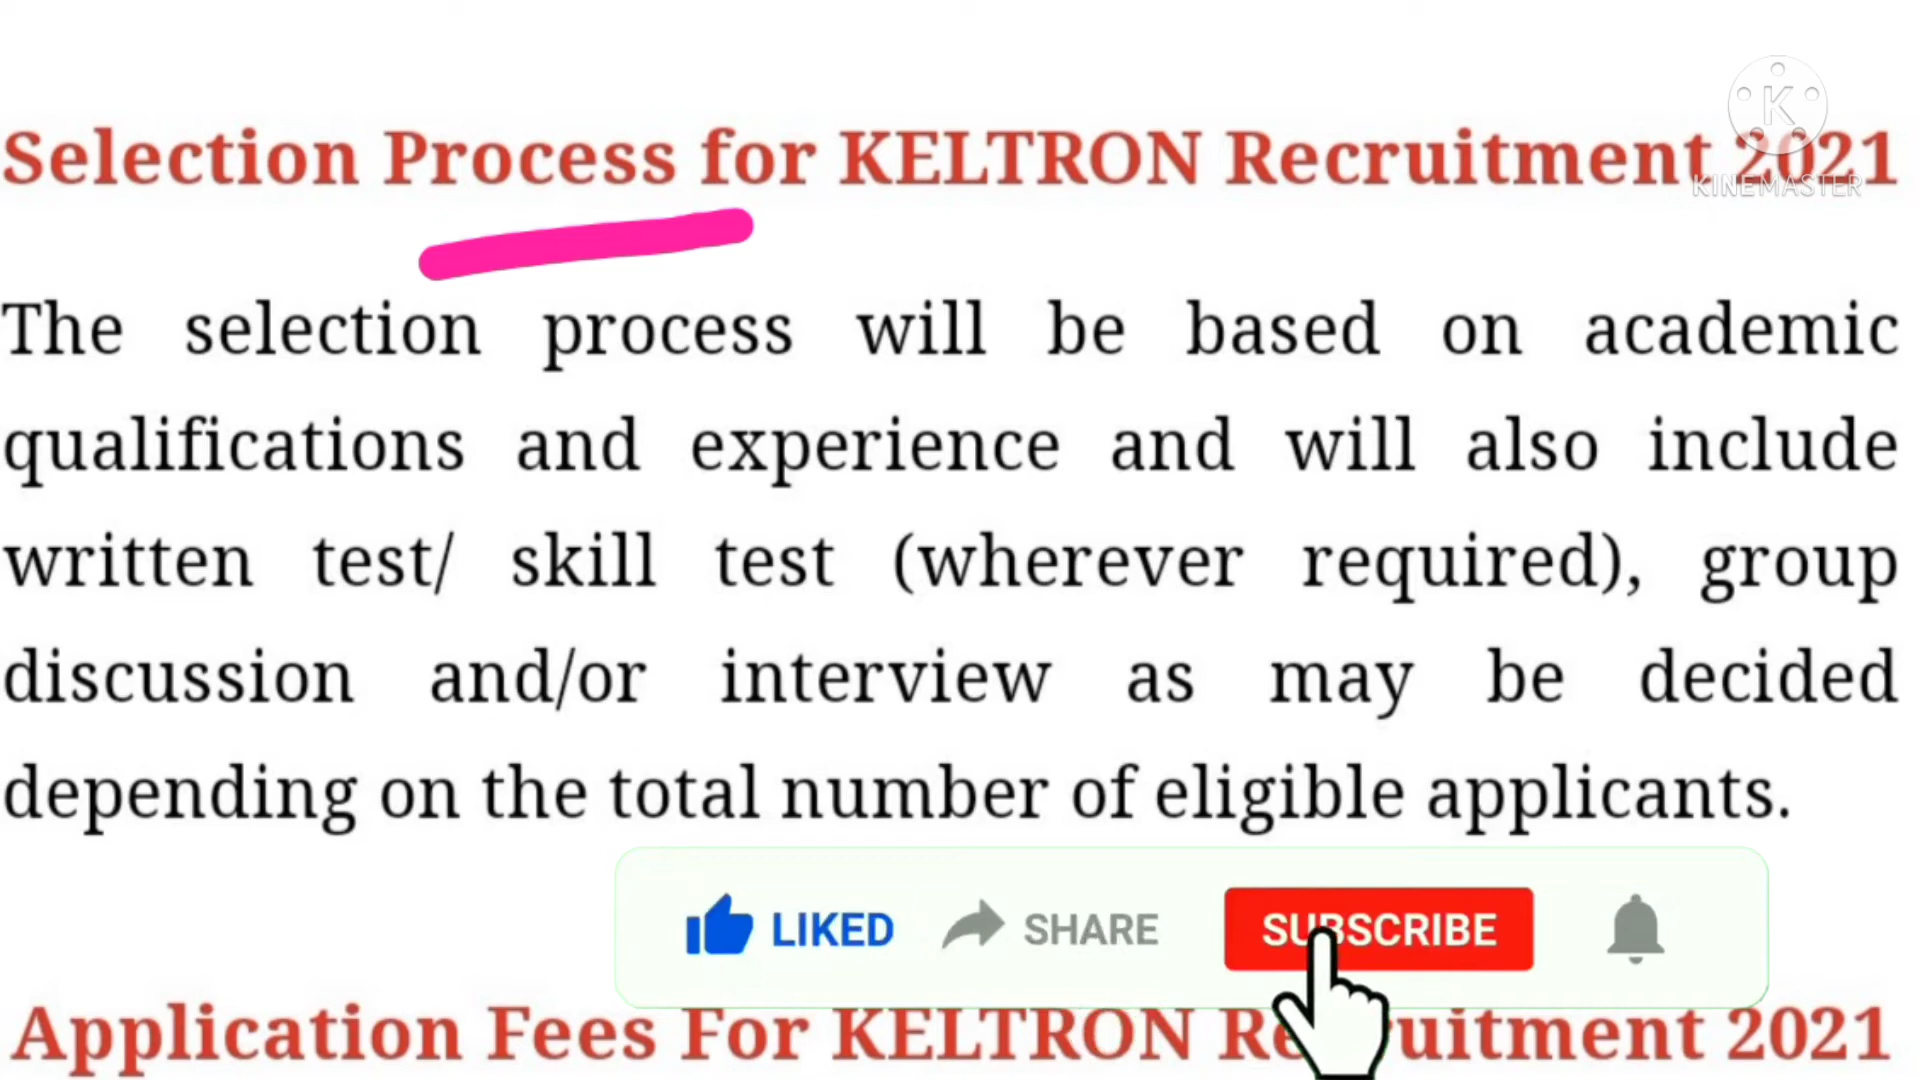 K
KINEMASTER
Selection Process for KELTRON Recruitment 2021
The selection process will be based on academic
qualifications and experience and will also include
written test/ skill test (wherever required), group
discussion and/or interview as may be decided
depending on the total number of eligible applicants.
LIKED SHARE SUBSCRIBE
Application Fees For KELTRON Recruitment 2021